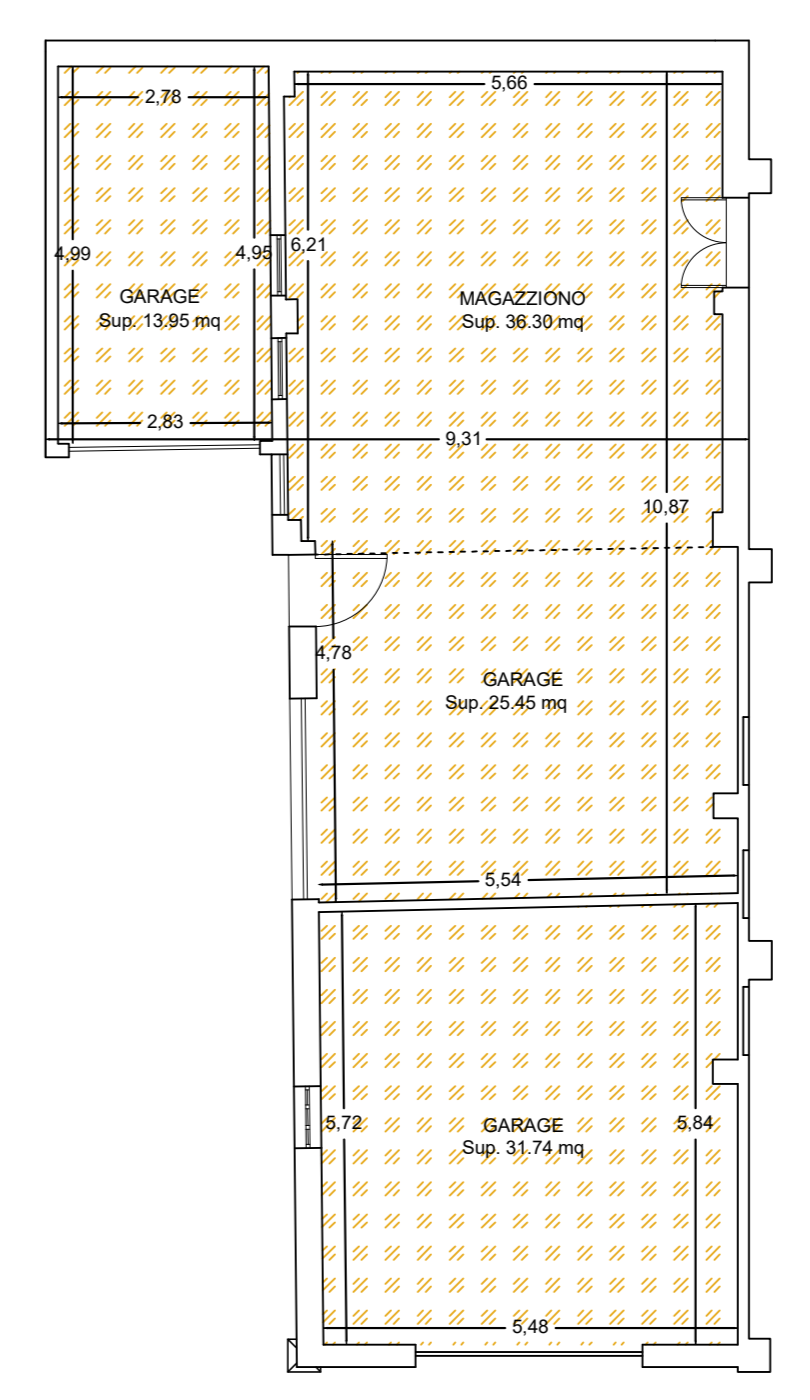 5,66
2,78
6,21
4,99
4,95
GARAGE
Sup. 13.95 mq
MAGAZZIONO
Sup. 36.30 mq
2,83
9,31
10,87
4,78
GARAGE
Sup. 25.45 mq
5,54
5,72
GARAGE
Sup. 31.74 mq
5,84
5,48